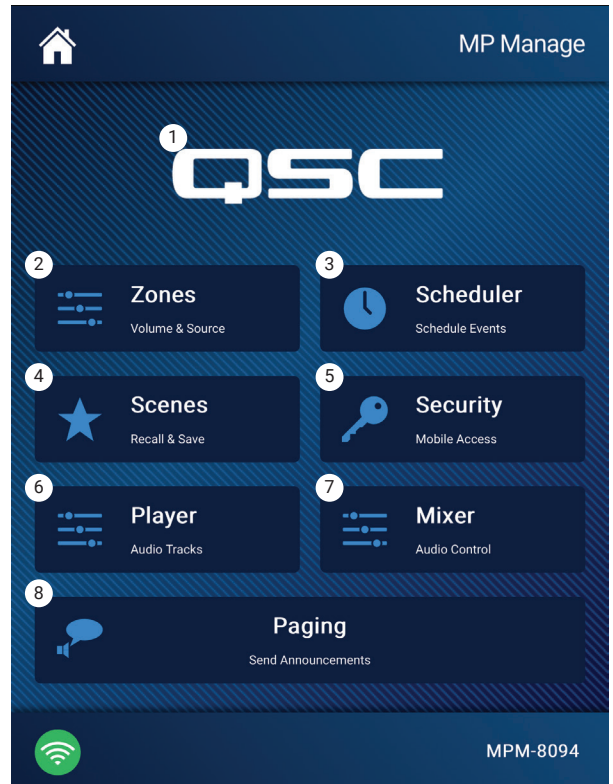 MP Manage
1
QSC
2
Zones
Volume & Source
3
Scheduler
Schedule Events
4
Scenes
Recall & Save
5
Security
Mobile Access
6
Player
Audio Tracks
7
Mixer
Audio Control
8
Paging
Send Announcements
MPM-8094